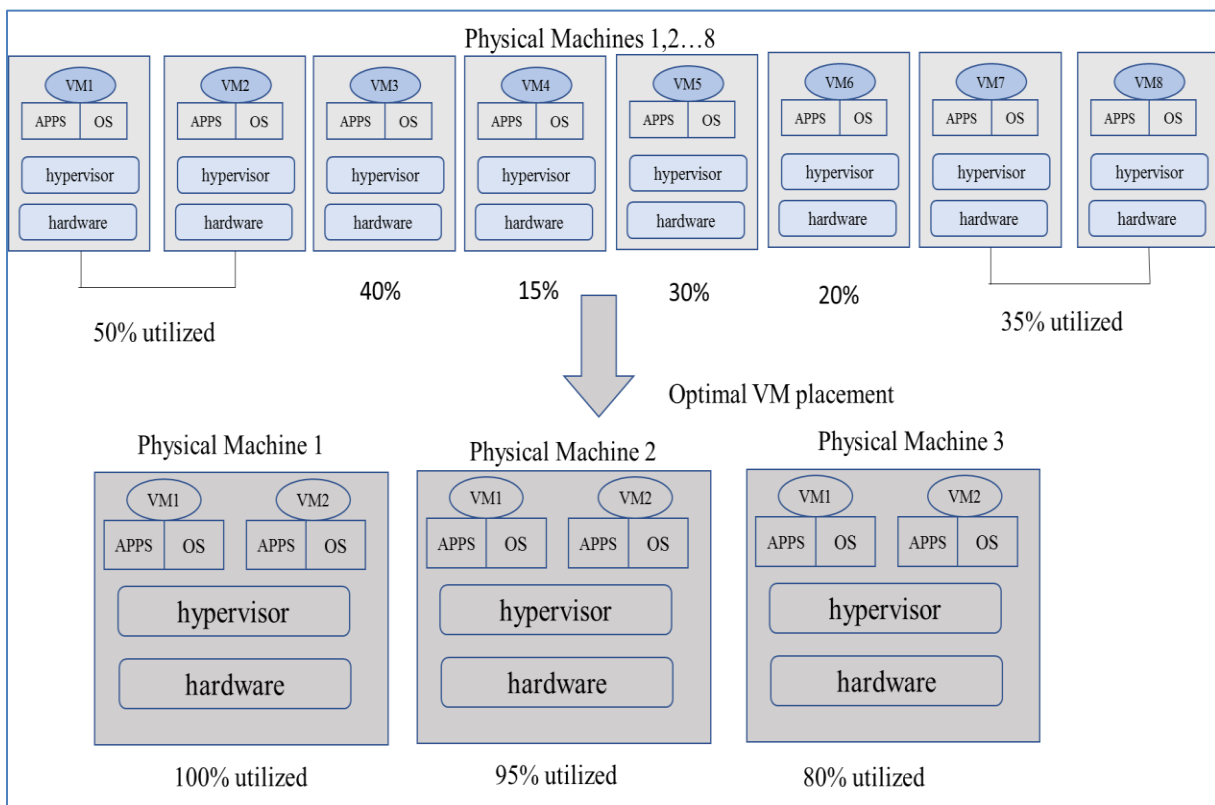 Physical Machines 1,2...8
VM1 VM2 VM3 VM4 VM5 VM6 VM7 VM8
APPS OS APPS OS APPS OS APPS OS APPS OS APPS OS APPS OS APPS OS
hypervisor hypervisor hypervisor hypervisor hypervisor hypervisor hypervisor hypervisor
hardware hardware hardware hardware hardware hardware hardware hardware
40% 15% 30% 20%
50% utilized 35% utilized
Optimal VM placement
Physical Machine 1 Physical Machine 2 Physical Machine 3
VM1 VM2 VM1 VM2 VM1 VM2
APPS OS APPS OS APPS OS APPS OS APPS OS APPS OS
hypervisor hypervisor hypervisor
hardware hardware hardware
100% utilized 95% utilized 80% utilized